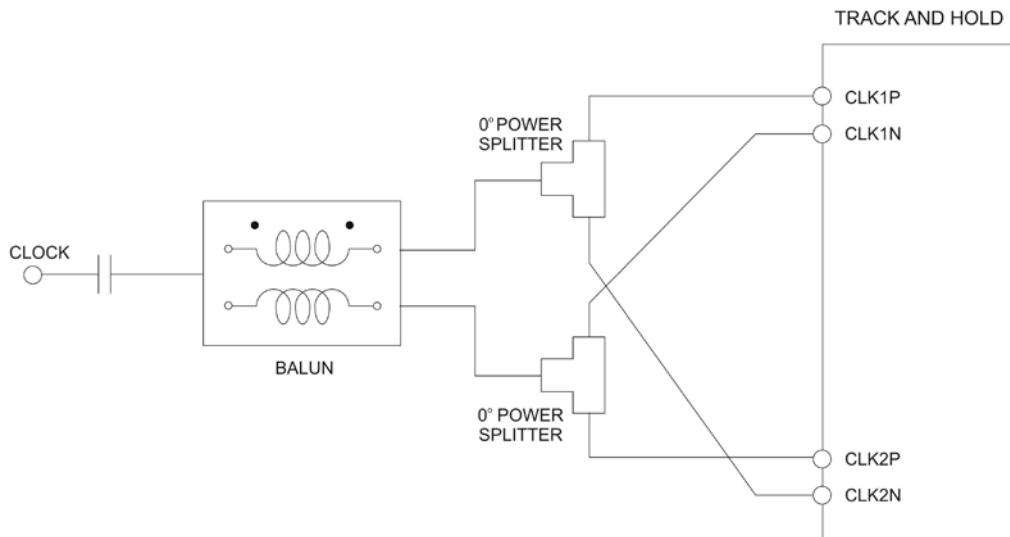 TRACK AND HOLD
CLK1P
0° POWER
SPLITTER
CLK1N
CLOCK
BALUN
0° POWER
SPLITTER
CLK2P
CLK2N